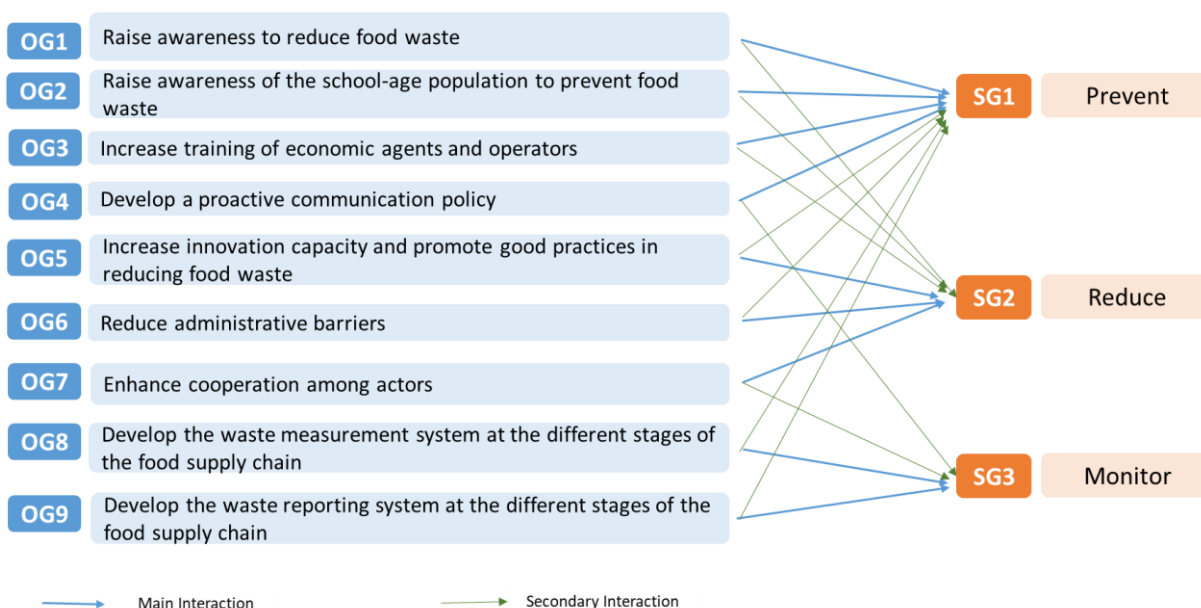 OG1 Raise awareness to reduce food waste
OG2 Raise awareness of the school-age population to prevent food
waste
SG1 Prevent
OG3 Increase training of economic agents and operators
OG4 Develop a proactive communication policy
OG5 Increase innovation capacity and promote good practices in
reducing food waste
SG2 Reduce
OG6 Reduce administrative barriers
OG7 Enhance cooperation among actors
OG8 Develop the waste measurement system at the different stages of
the food supply chain
SG3 Monitor
OG9 Develop the waste reporting system at the different stages of the
food supply chain
Main Interaction
Secondary Interaction